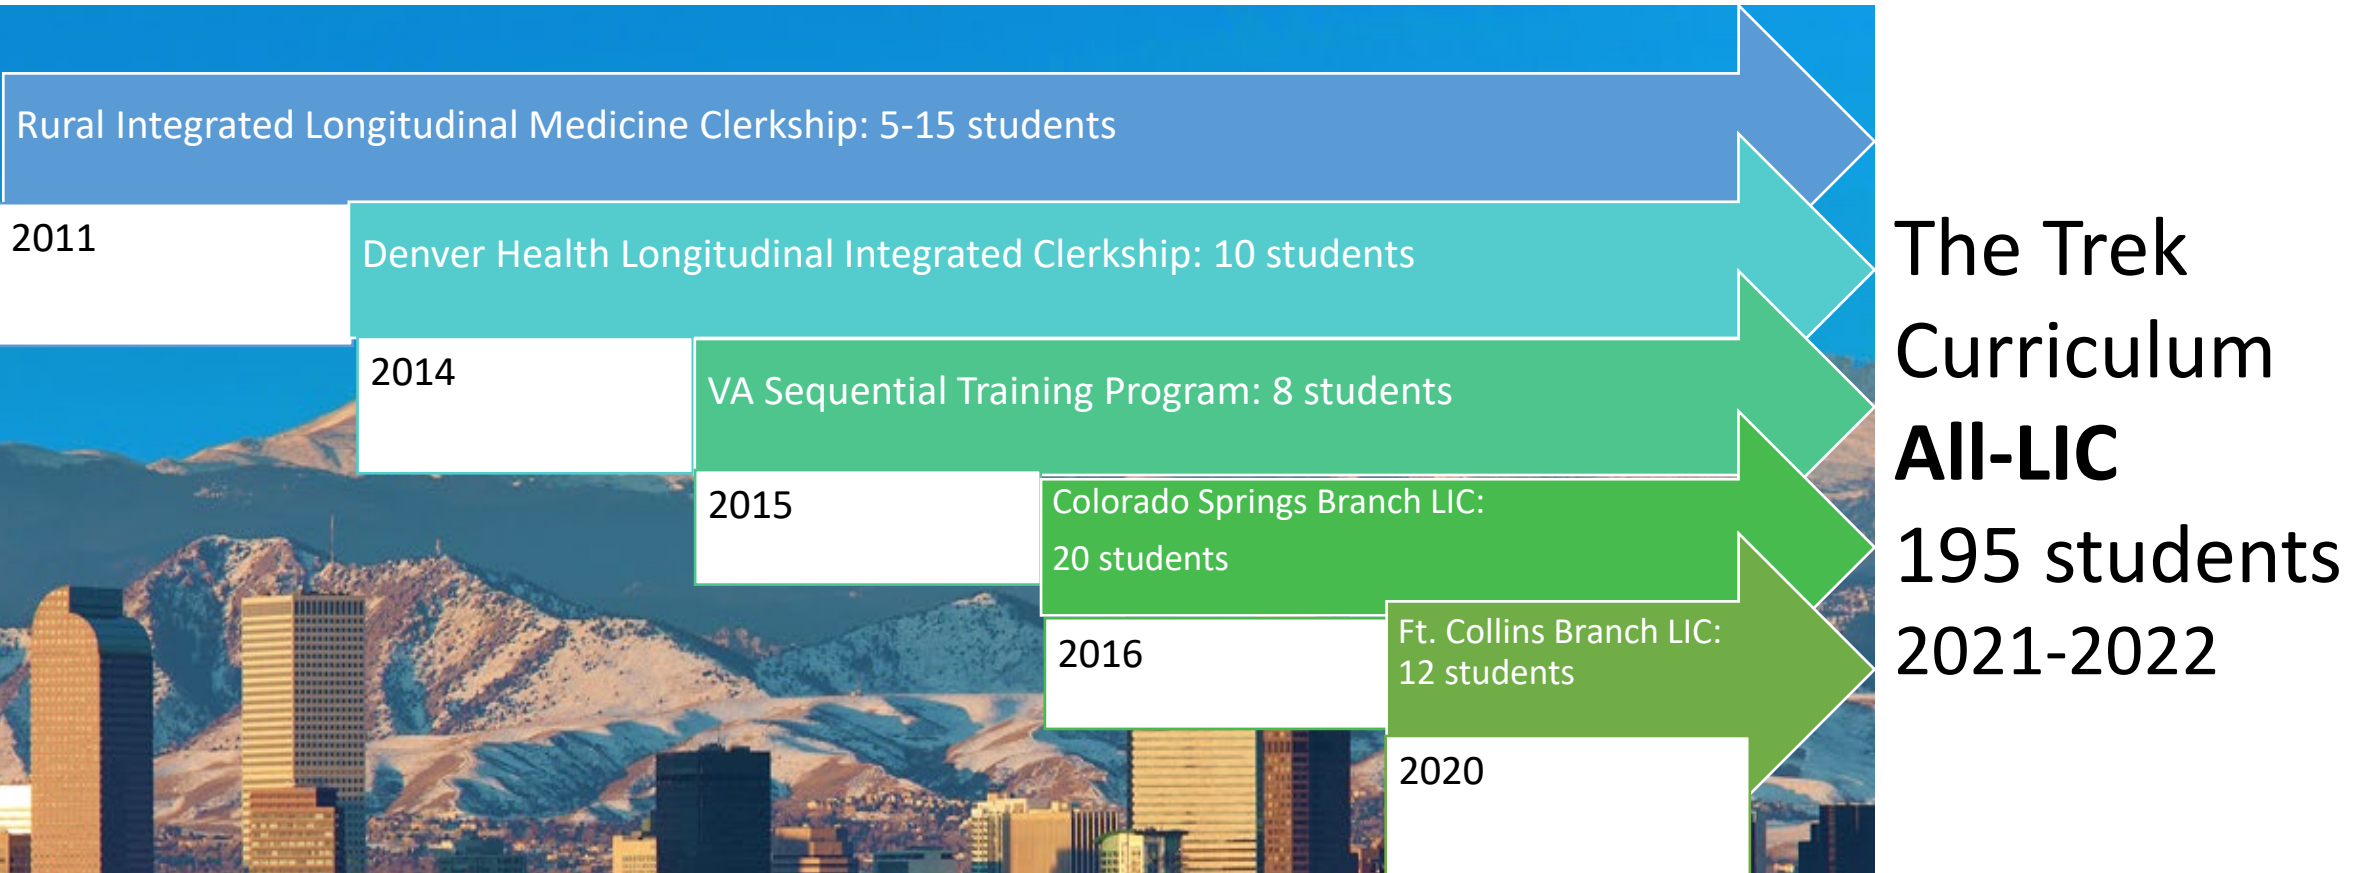 Rural Integrated Longitudinal Medicine Clerkship: 5-15 students
2011
Denver Health Longitudinal Integrated Clerkship: 10 students
2014
VA Sequential Training Program: 8 students
2015
Colorado Springs Branch LIC:
20 students
2016
Ft. Collins Branch LIC:
12 students
2020
The Trek
Curriculum
All-LIC
195 students
2021-2022